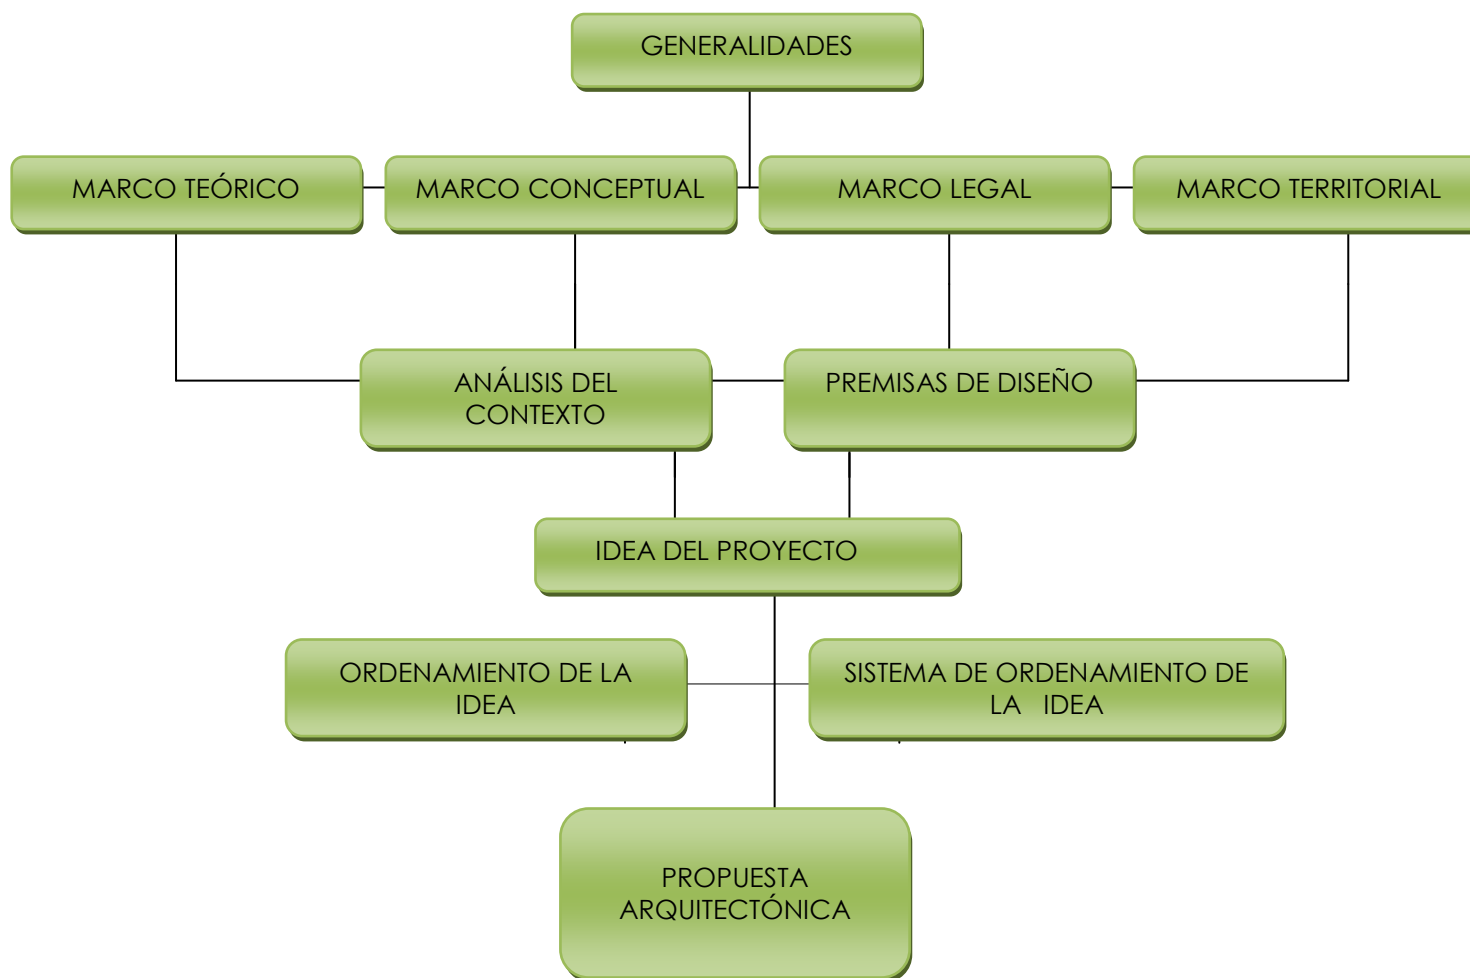 GENERALIDADES
MARCO TEÓRICO
MARCO CONCEPTUAL
MARCO LEGAL
MARCO TERRITORIAL
ANÁLISIS DEL
CONTEXTO
PREMISAS DE DISEÑO
IDEA DEL PROYECTO
ORDENAMIENTO DE LA
IDEA
SISTEMA DE ORDENAMIENTO DE
LA IDEA
PROPUESTA
ARQUITECTÓNICA